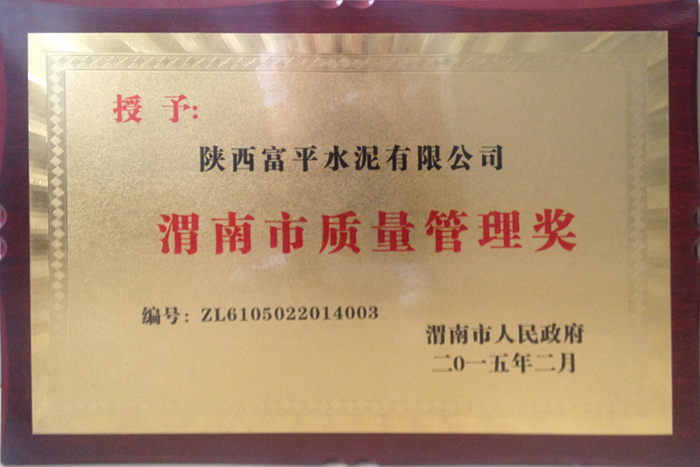 授予:
陕西富平水泥有限公司
渭南市质量管理奖
编号：ZL6105022014003
渭南市人民政府
二0一五年二月